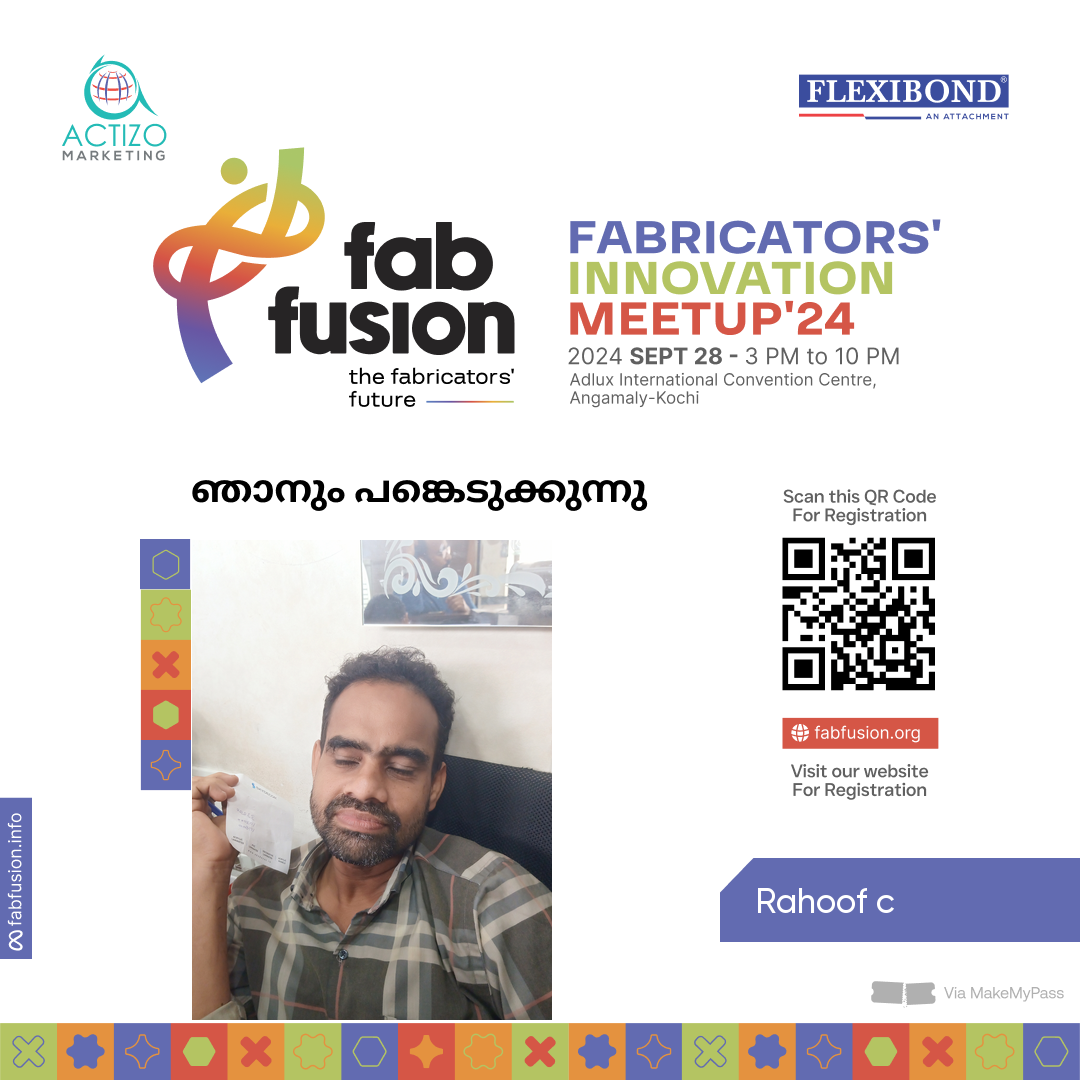 ACTIZO
MARKETING
FLEXIBOND®
AN ATTACHMENT
fab
fusion
the fabricators'
future
FABRICATORS'
INNOVATION
MEETUP'24
2024 SEPT 28 - 3 PM to 10 PM
Adlux International Convention Centre,
Angamaly-Kochi
ഞാനും പങ്കെടുക്കുന്നു
Scan this QR Code
For Registration
fabfusion.org
Visit our website
For Registration
fabfusion.info
Rahoof c
Via MakeMyPass